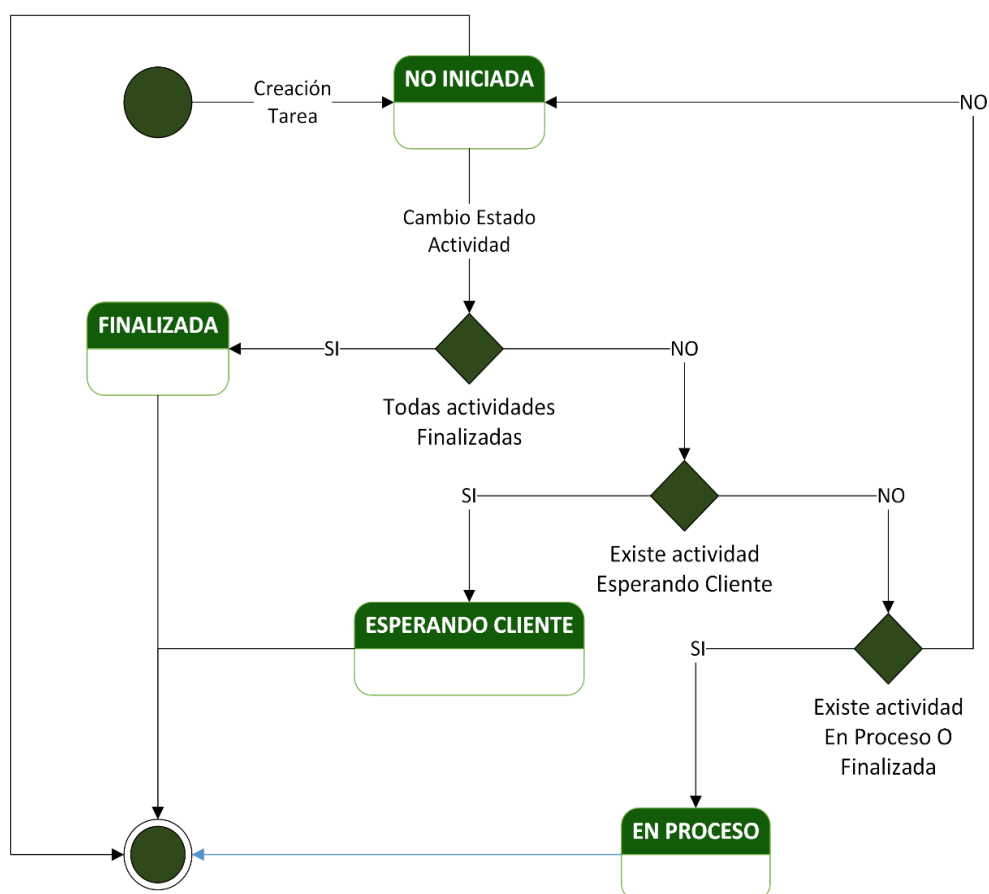 NO INICIADA
Creación
Tarea
NO
Cambio Estado
Actividad
FINALIZADA
SI
NO
Todas actividades
Finalizadas
SI
NO
Existe actividad
Esperando Cliente
ESPERANDO CLIENTE
SI
Existe actividad
En Proceso O
Finalizada
EN PROCESO